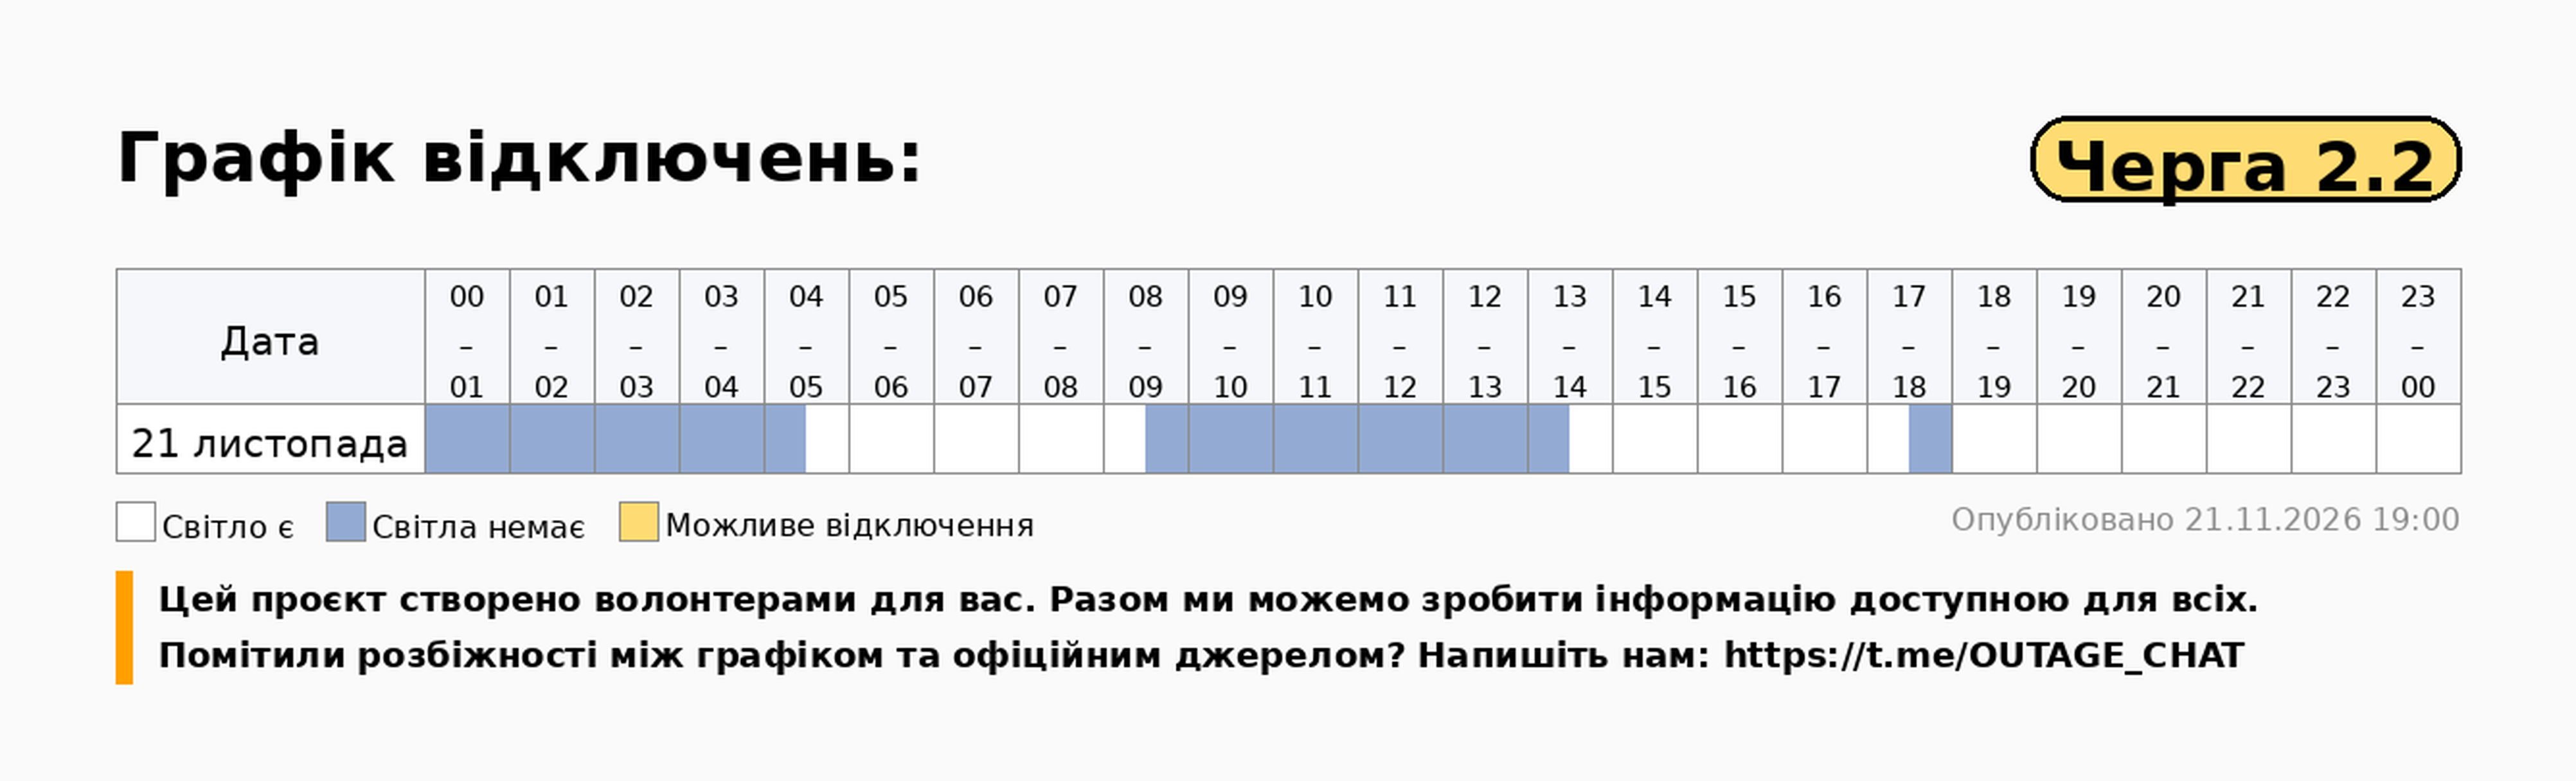 Графік відключень:
Черга 2.2
Дата
00 – 01
01 – 02
02 – 03
03 – 04
04 – 05
05 – 06
06 – 07
07 – 08
08 – 09
09 – 10
10 – 11
11 – 12
12 – 13
13 – 14
14 – 15
15 – 16
16 – 17
17 – 18
18 – 19
19 – 20
20 – 21
21 – 22
22 – 23
23 – 00
21 листопада
Світло є
Світла немає
Можливе відключення
Опубліковано 21.11.2026 19:00
Цей проєкт створено волонтерами для вас. Разом ми можемо зробити інформацію доступною для всіх.
Помітили розбіжності між графіком та офіційним джерелом? Напишіть нам: https://t.me/OUTAGE_CHAT